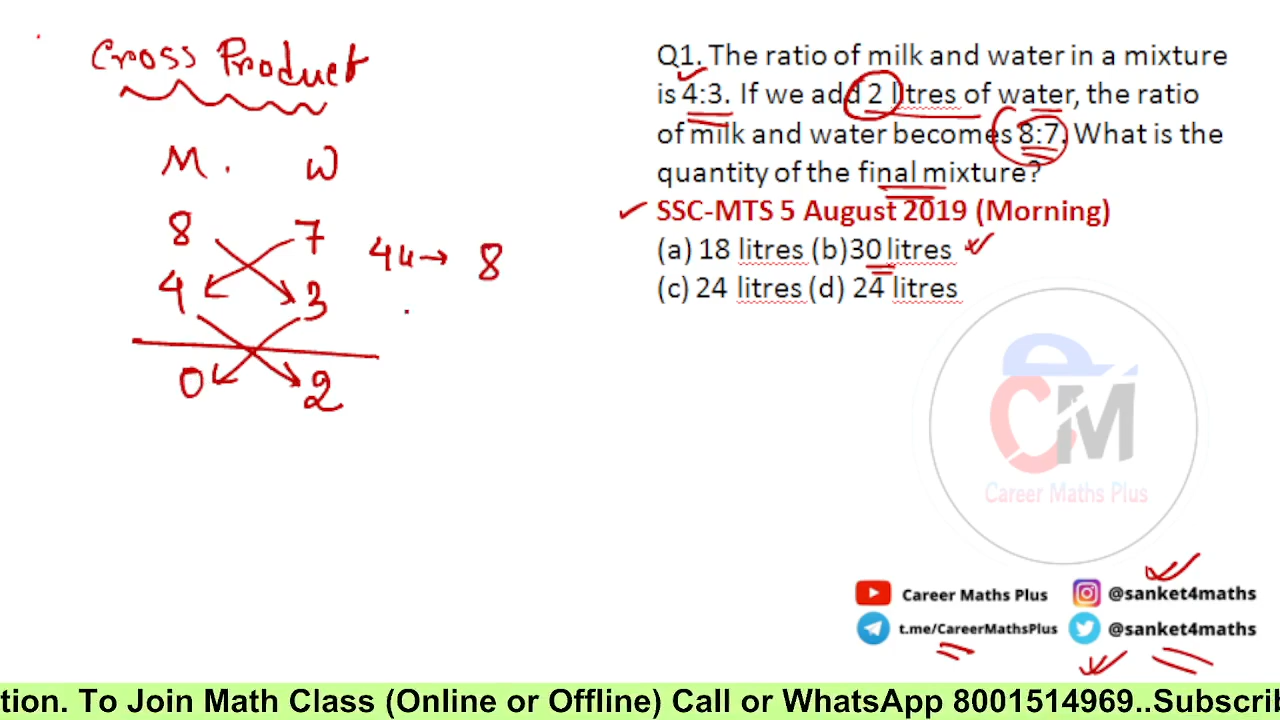 Cross Product
M. W
8 7
4 3
0 2
4u→ 8
Q1. The ratio of milk and water in a mixture
is 4:3. If we add 2 litres of water, the ratio
of milk and water becomes 8:7. What is the
quantity of the final mixture?
SSC-MTS 5 August 2019 (Morning)
(a) 18 litres (b)30 litres
(c) 24 litres (d) 24 litres
CM
Career Maths Plus
Career Maths Plus @sanket4maths
t.me/CareerMathsPlus @sanket4maths
tion. To Join Math Class (Online or Offline) Call or WhatsApp 8001514969..Subscri